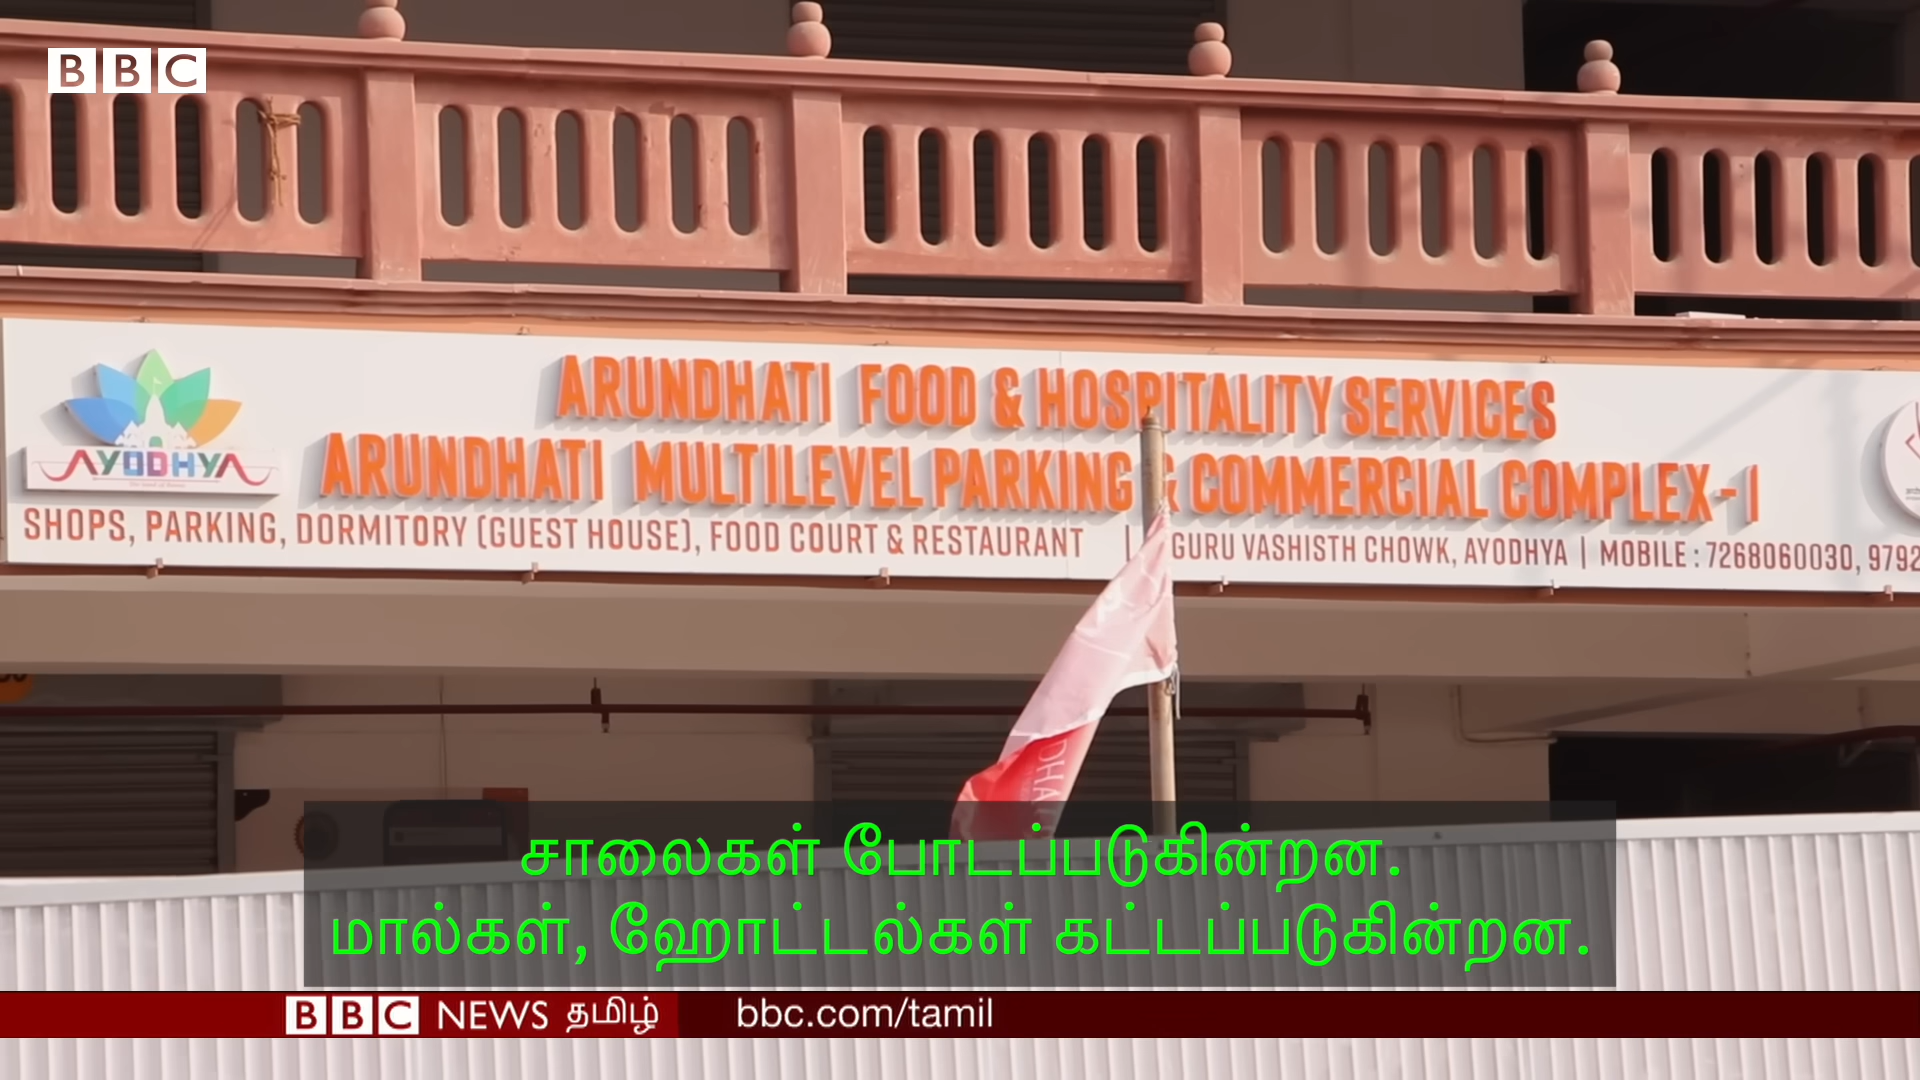 BBC
ARUNDHATI FOOD & HOSPITALITY SERVICES
ARUNDHATI MULTILEVEL PARKING & COMMERCIAL COMPLEX - I
AYODHYA
SHOPS, PARKING, DORMITORY (GUEST HOUSE), FOOD COURT & RESTAURANT | GURU VASHISTH CHOWK, AYODHYA | MOBILE : 7268060030, 9792
சாலைகள் போடப்படுகின்றன.
மால்கள், ஹோட்டல்கள் கட்டப்படுகின்றன.
BBC NEWS தமிழ் bbc.com/tamil